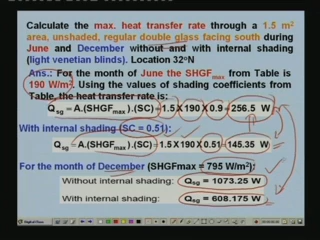 Calculate the max. heat transfer rate through a 1.5 m²
area, unshaded, regular double glass facing south during
June and December without and with internal shading
(light venetian blinds). Location 32°N
Ans.: For the month of June the SHGFmax from Table is
190 W/m². Using the values of shading coefficients from
Table, the heat transfer rate is:
Qsg = A.(SHGFmax).(SC) = 1.5 X 190 X 0.9 = 256.5 W
With internal shading (SC = 0.51):
Qsg = A.(SHGFmax).(SC) = 1.5 X 190 X 0.51 = 145.35 W
For the month of December (SHGFmax = 795 W/m²):
Without internal shading: Qsg = 1073.25 W
With internal shading: Qsg = 608.175 W